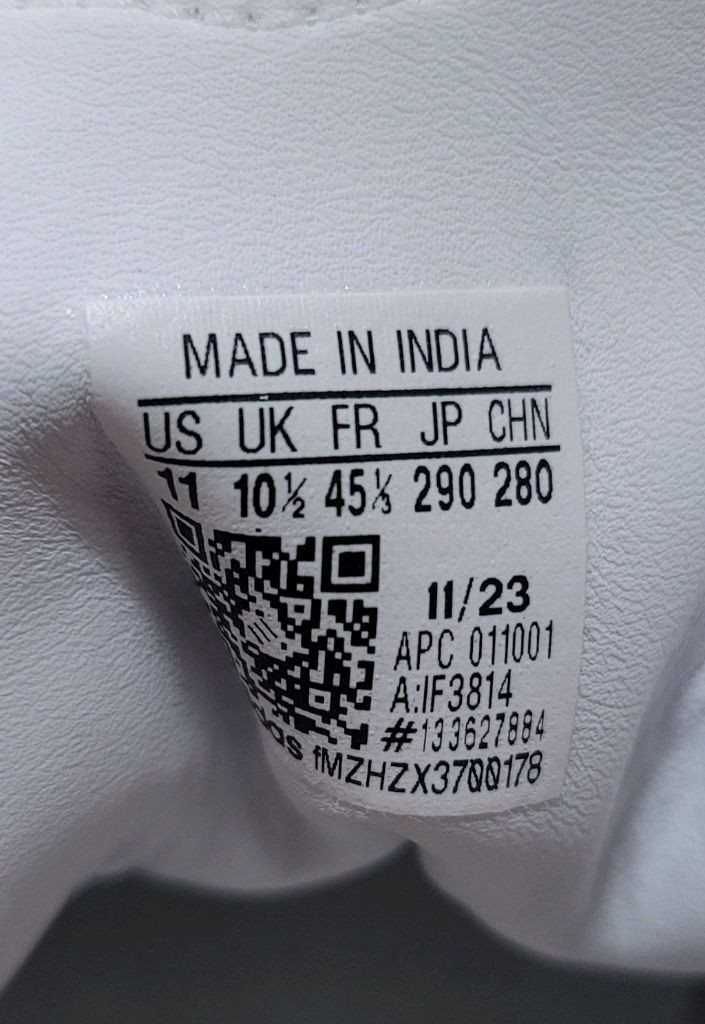 MADE IN INDIA
US UK FR JP CHN
11 10½ 45⅓ 290 280
11/23
APC 011001
A:IF3814
#133627884
fMZHZX3700178